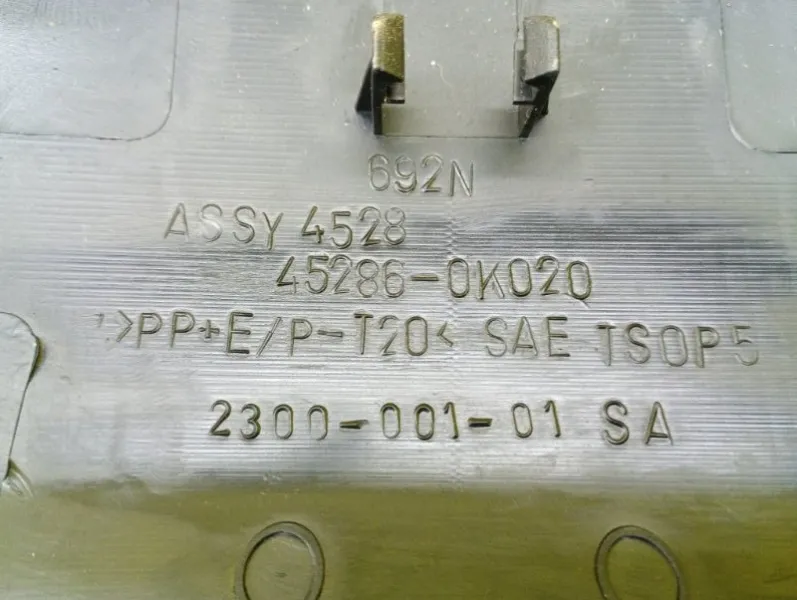 692N
ASSY 4528
45286-0K020
>PP+E/P-T20< SAE TSOP5
2300-001-01 SA